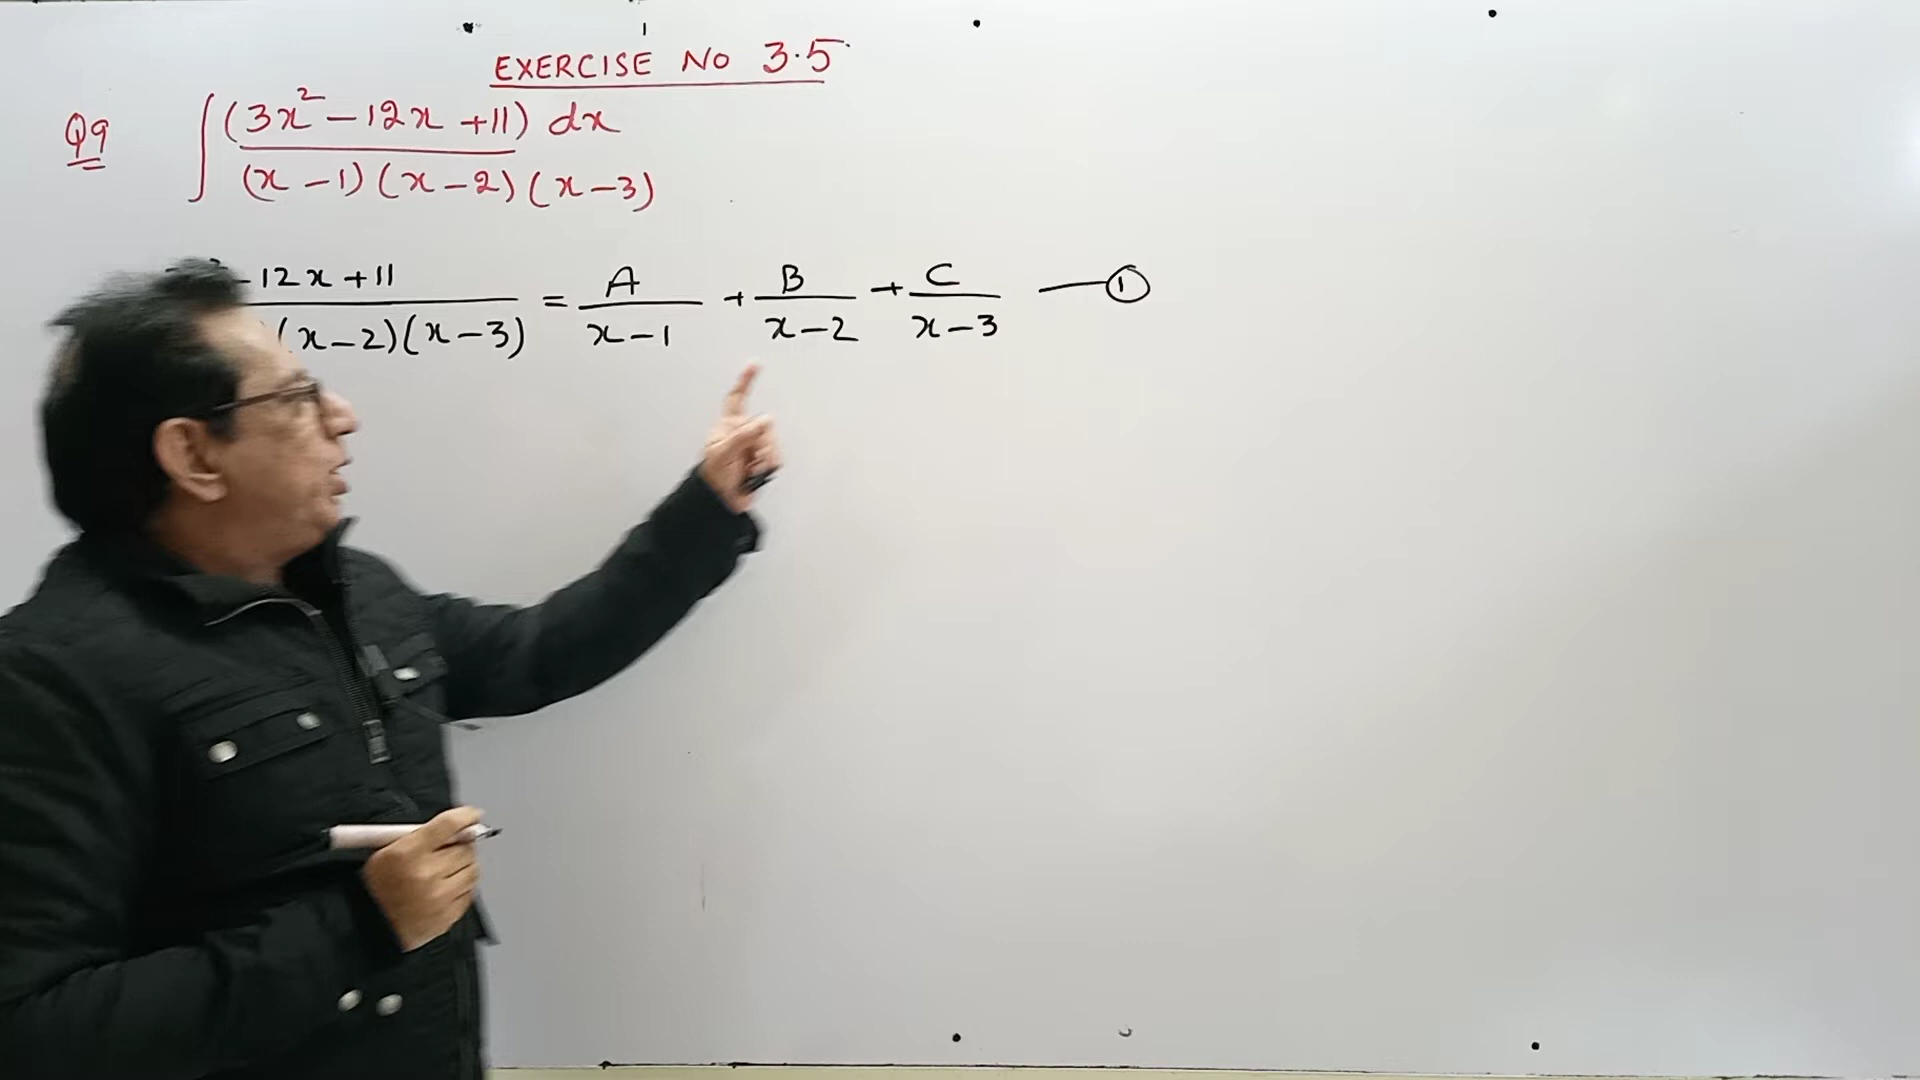 EXERCISE NO 3.5
Q9 ∫ (3x² - 12x + 11) dx
(x - 1) (x - 2) (x - 3)
- 12x + 11 = A + B + C — ①
(x - 2)(x - 3) x - 1 x - 2 x - 3